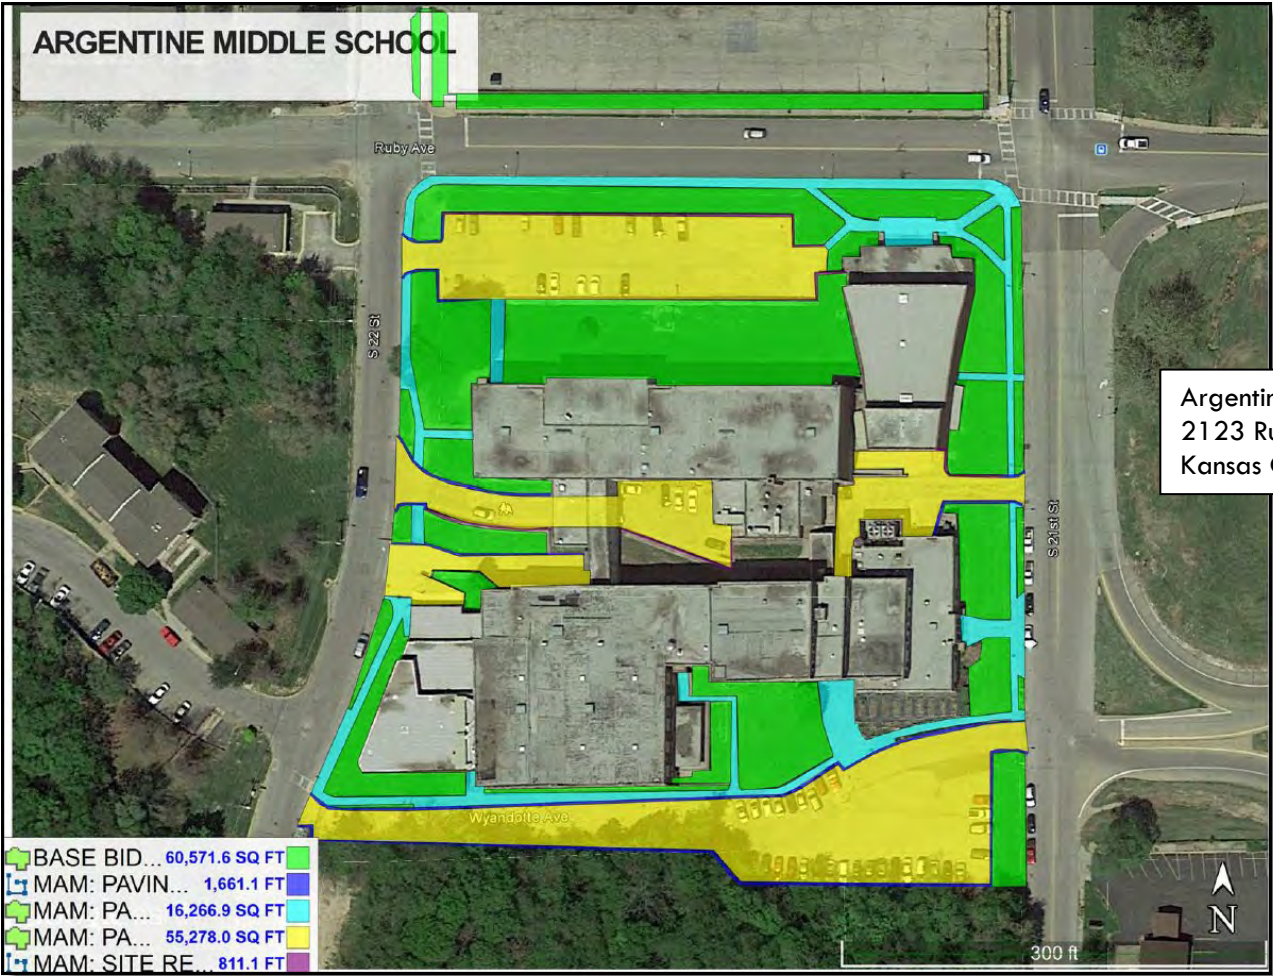 ARGENTINE MIDDLE SCHOOL
Ruby Ave
S 22 St
Argentin
2123 Ru
Kansas C
S 21st St
Wyandotte Ave
BASE BID... 60,571.6 SQ FT
MAM: PAVIN... 1,661.1 FT
MAM: PA... 16,266.9 SQ FT
MAM: PA... 55,278.0 SQ FT
MAM: SITE RE... 811.1 FT
N
300 ft